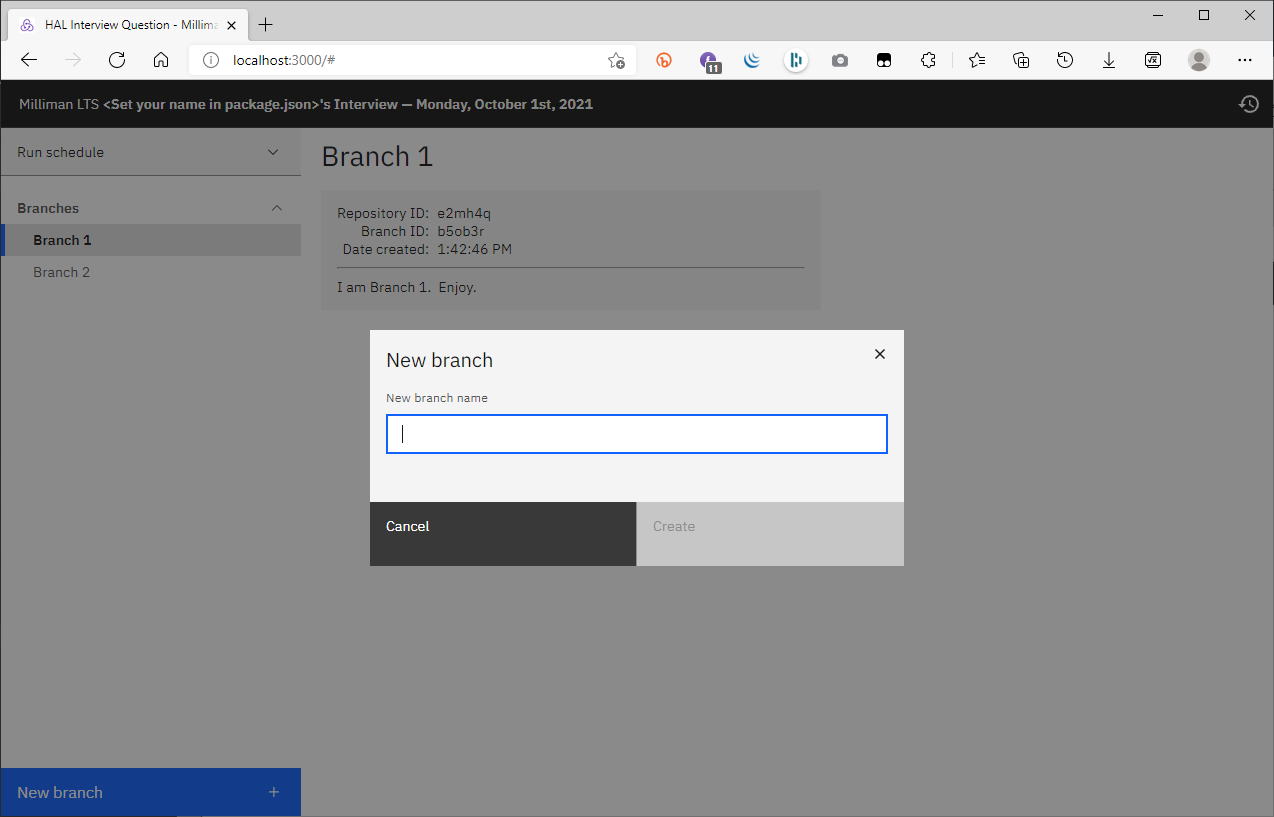 HAL Interview Question - Millima
localhost:3000/#
11
Milliman LTS <Set your name in package.json>'s Interview — Monday, October 1st, 2021
Run schedule
Branches
Branch 1
Branch 2
Branch 1
Repository ID: e2mh4q
Branch ID: b5ob3r
Date created: 1:42:46 PM
I am Branch 1. Enjoy.
New branch
New branch name
Cancel
Create
New branch